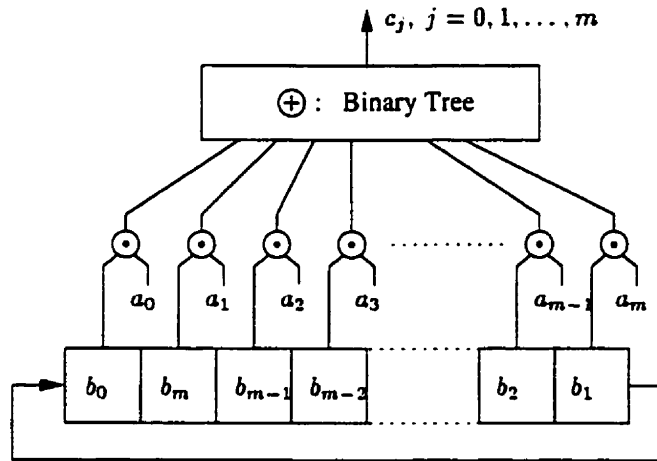 c_j, j = 0, 1, . . . , m
⊕ : Binary Tree
⊙ ⊙ ⊙ ⊙ ⊙ ⊙
a_0 a_1 a_2 a_3 a_{m-1} a_m
b_0 b_m b_{m-1} b_{m-2} b_2 b_1